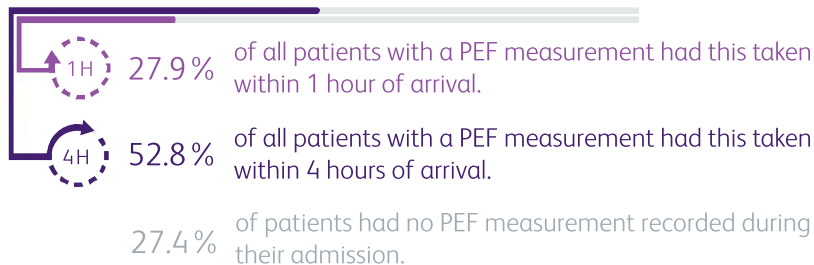 1H
27.9%
of all patients with a PEF measurement had this taken
within 1 hour of arrival.
4H
52.8%
of all patients with a PEF measurement had this taken
within 4 hours of arrival.
27.4%
of patients had no PEF measurement recorded during
their admission.